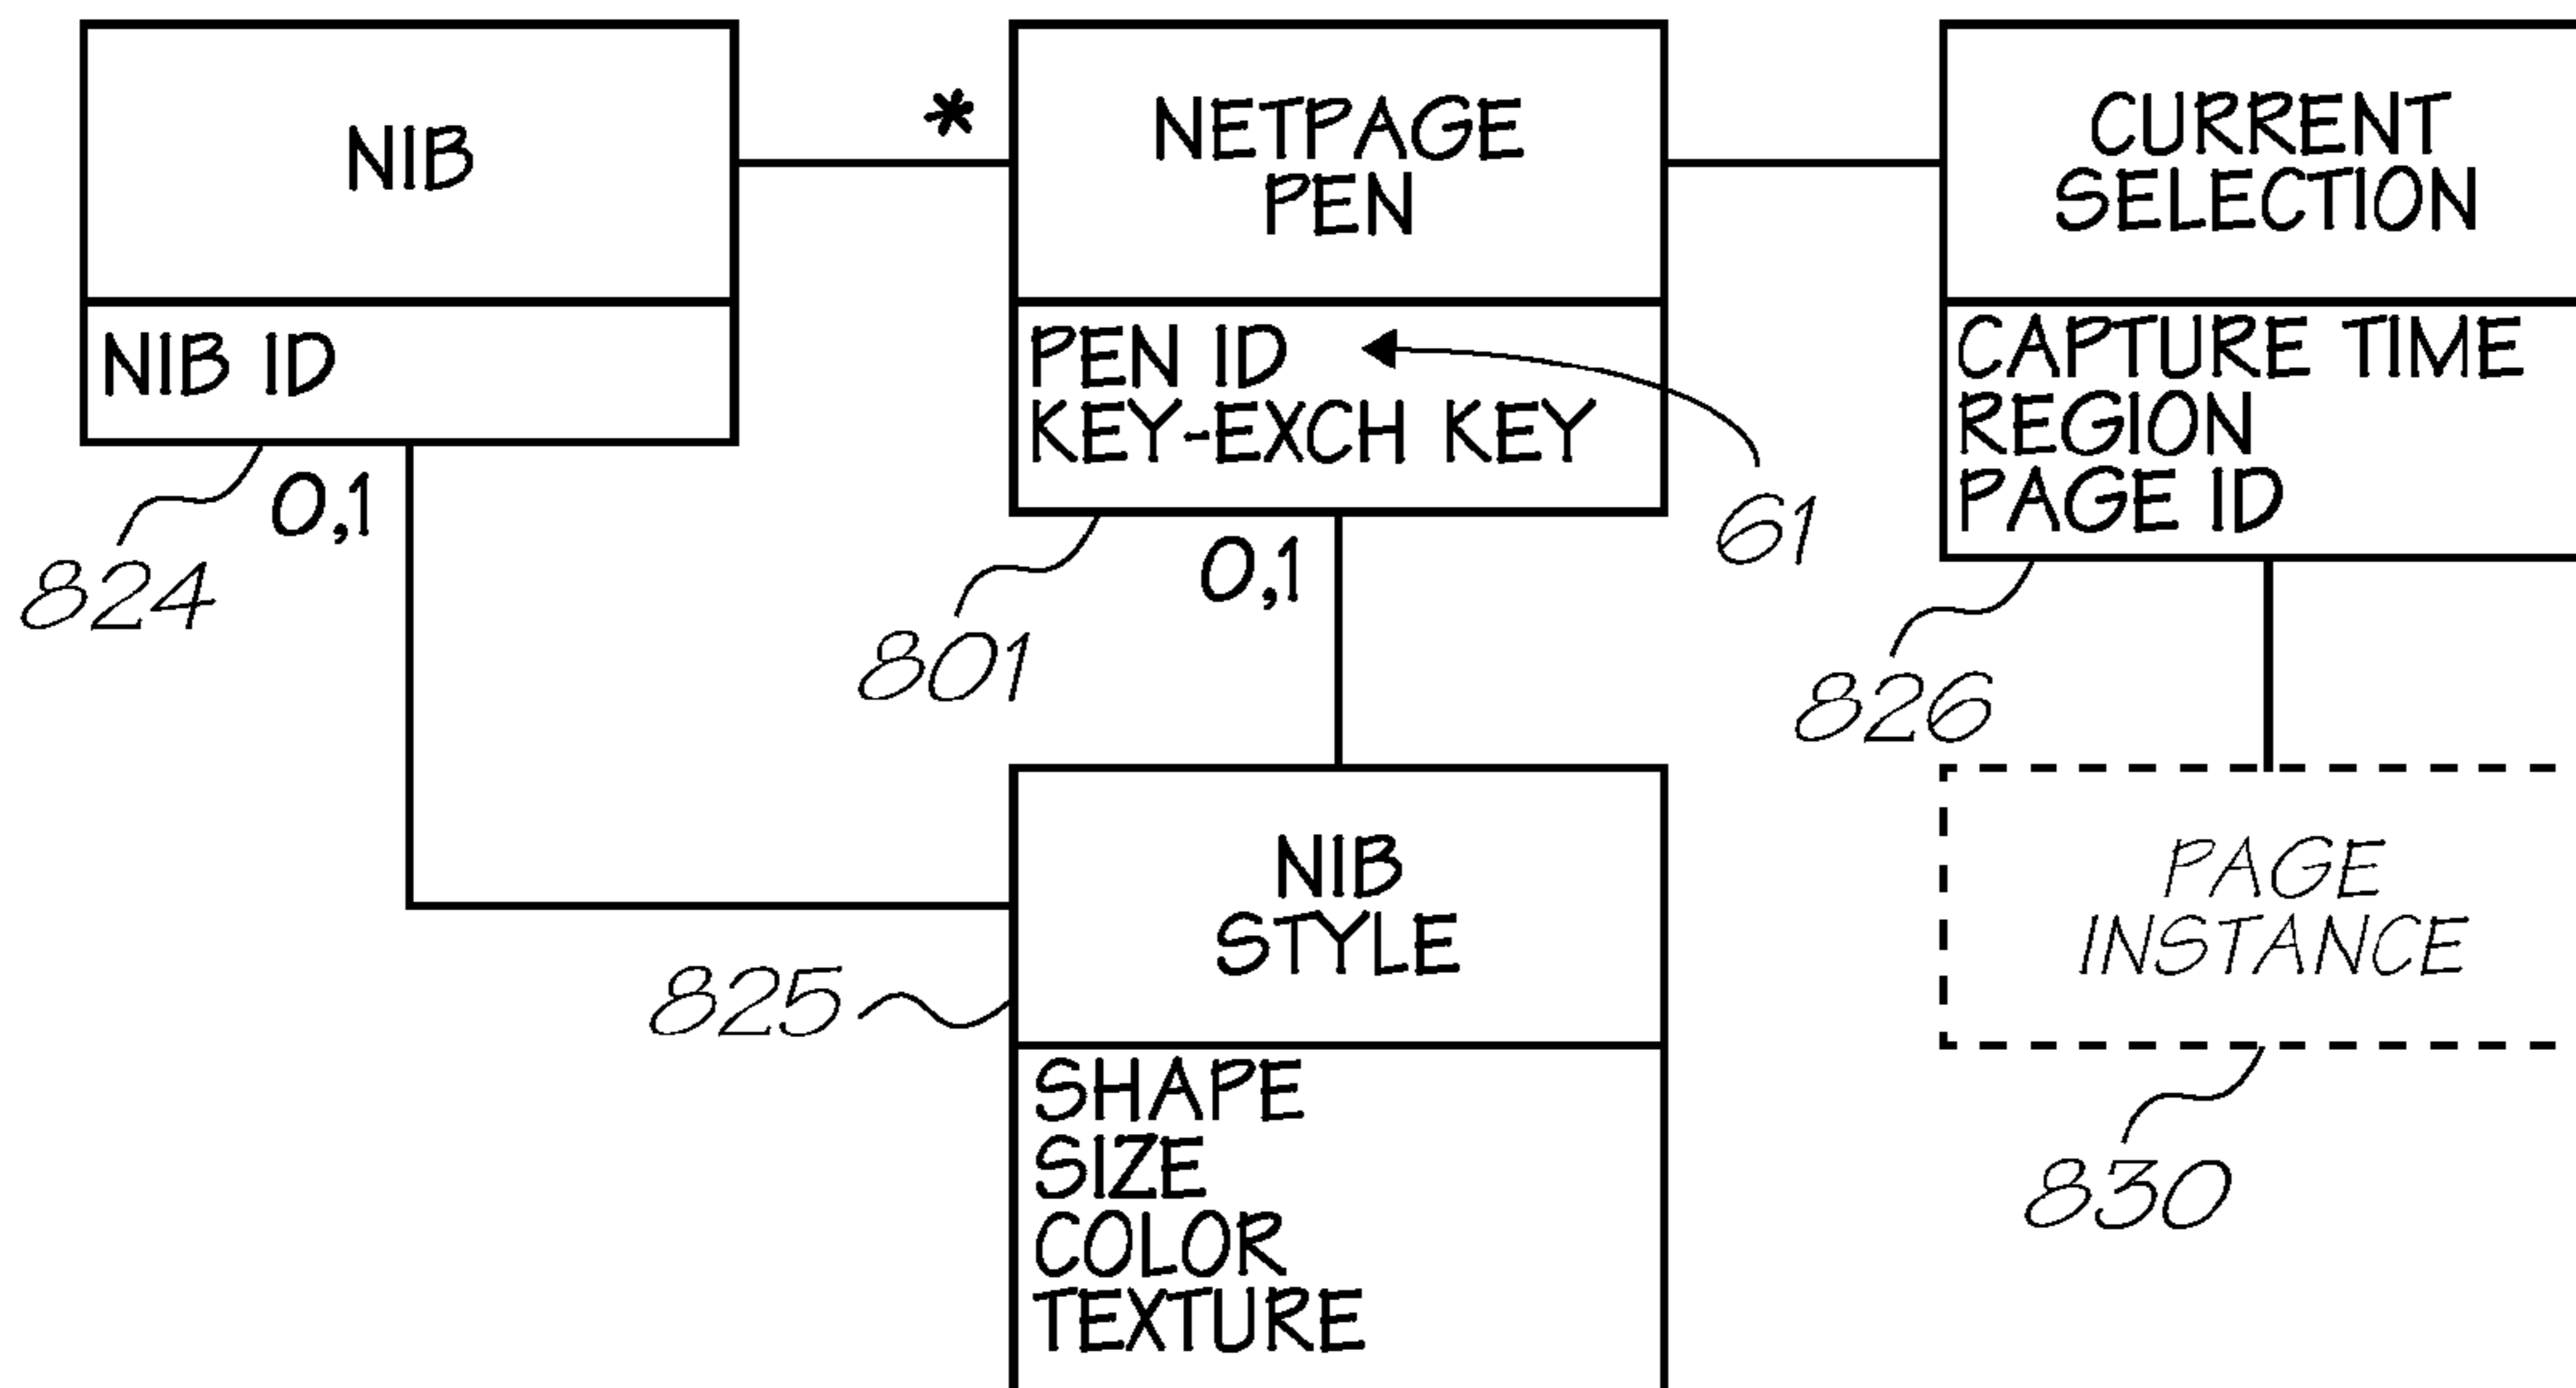 NIB
NIB ID
0,1
824
*
NETPAGE
PEN
PEN ID
KEY-EXCH KEY
61
0,1
801
CURRENT
SELECTION
CAPTURE TIME
REGION
PAGE ID
826
NIB
STYLE
825
SHAPE
SIZE
COLOR
TEXTURE
PAGE
INSTANCE
830